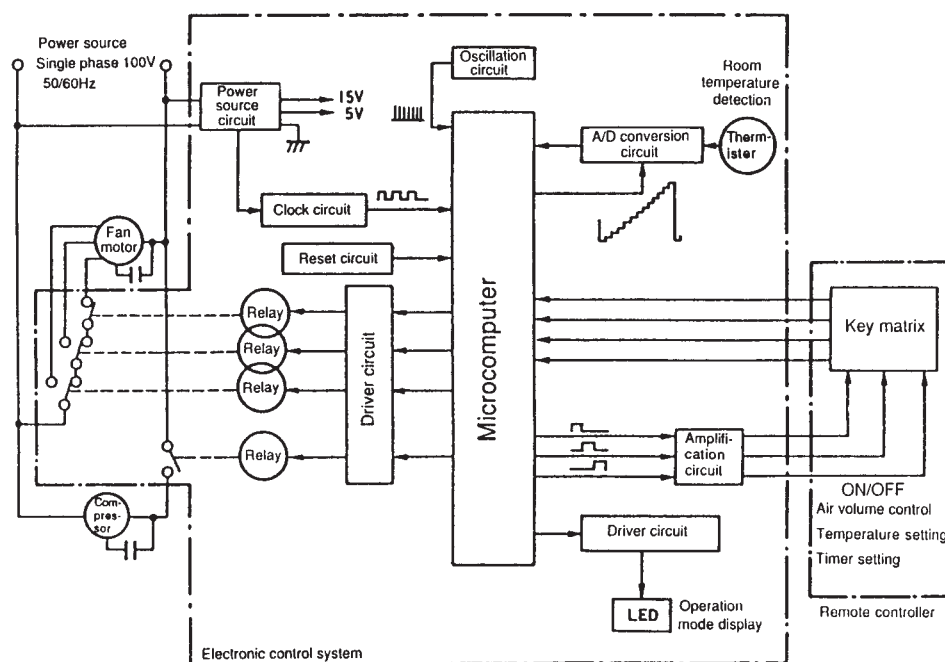 Power source
Single phase 100V
50/60Hz
Power
source
circuit
15V
5V
Oscillation
circuit
Room
temperature
detection
A/D conversion
circuit
Therm-
ister
Clock circuit
Fan
motor
Reset circuit
Microcomputer
Relay
Relay
Relay
Relay
Driver circuit
Key matrix
Amplifi-
cation
circuit
ON/OFF
Air volume control
Temperature setting
Timer setting
Com-
pres-
sor
Driver circuit
LED
Operation
mode display
Remote controller
Electronic control system